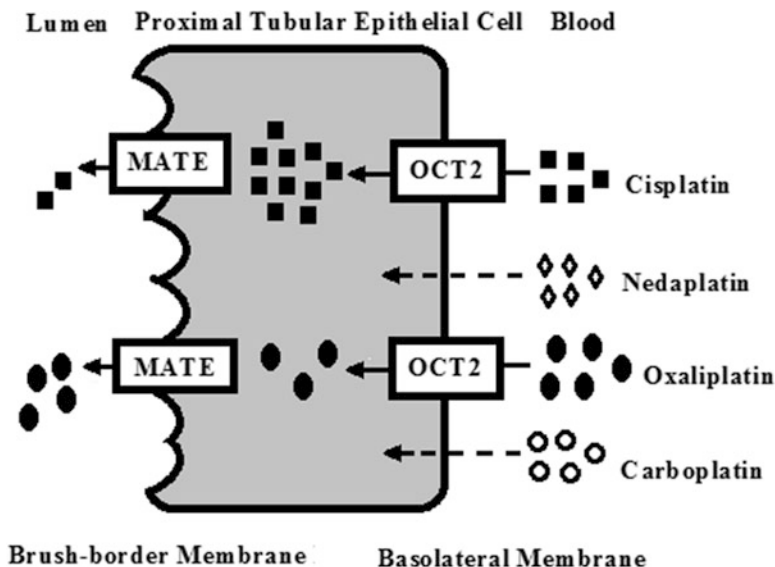 Lumen Proximal Tubular Epithelial Cell Blood
MATE OCT2 Cisplatin
Nedaplatin
MATE OCT2 Oxaliplatin
Carboplatin
Brush-border Membrane Basolateral Membrane